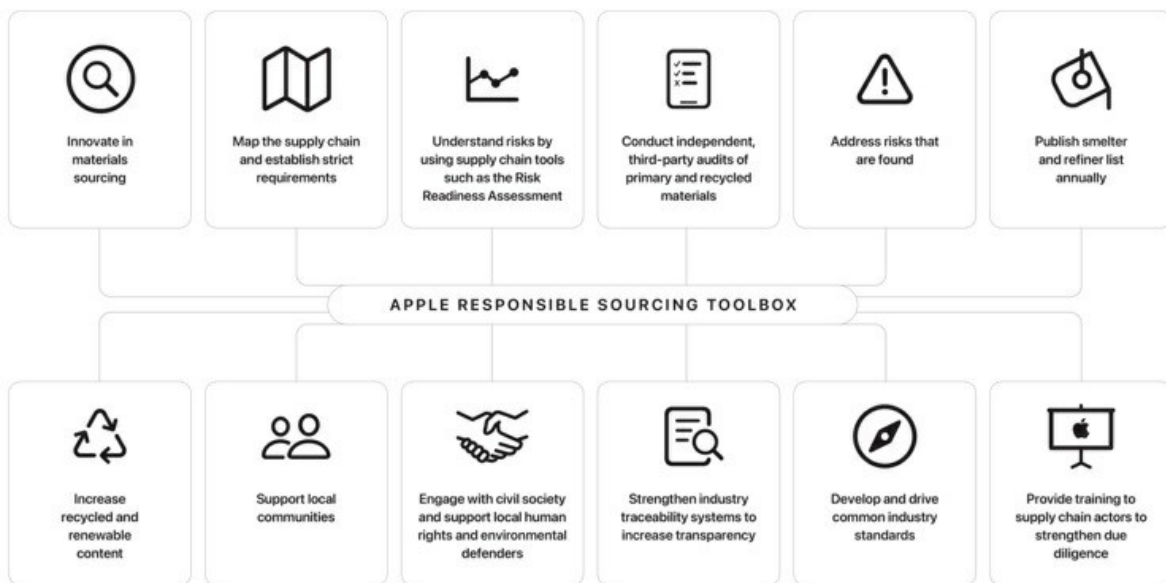 Innovate in
materials
sourcing
Map the supply chain
and establish strict
requirements
Understand risks by
using supply chain tools
such as the Risk
Readiness Assessment
Conduct independent,
third-party audits of
primary and recycled
materials
Address risks that
are found
Publish smelter
and refiner list
annually
APPLE RESPONSIBLE SOURCING TOOLBOX
Increase
recycled and
renewable
content
Support local
communities
Engage with civil society
and support local human
rights and environmental
defenders
Strengthen industry
traceability systems to
increase transparency
Develop and drive
common industry
standards
Provide training to
supply chain actors to
strengthen due
diligence